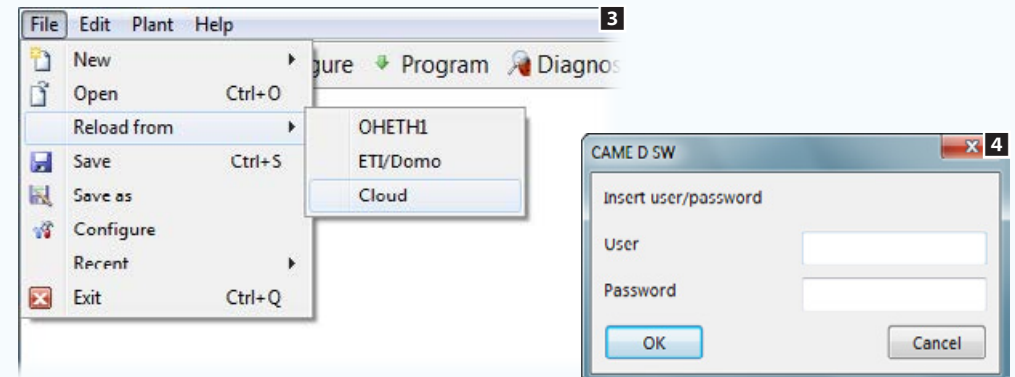 File Edit Plant Help
3
New
gure Program Diagnos
Open Ctrl+O
Reload from
OHETH1
Save Ctrl+S
ETI/Domo
Save as
Cloud
Configure
Recent
Exit Ctrl+Q
CAME D SW
X 4
Insert user/password
User
Password
OK Cancel